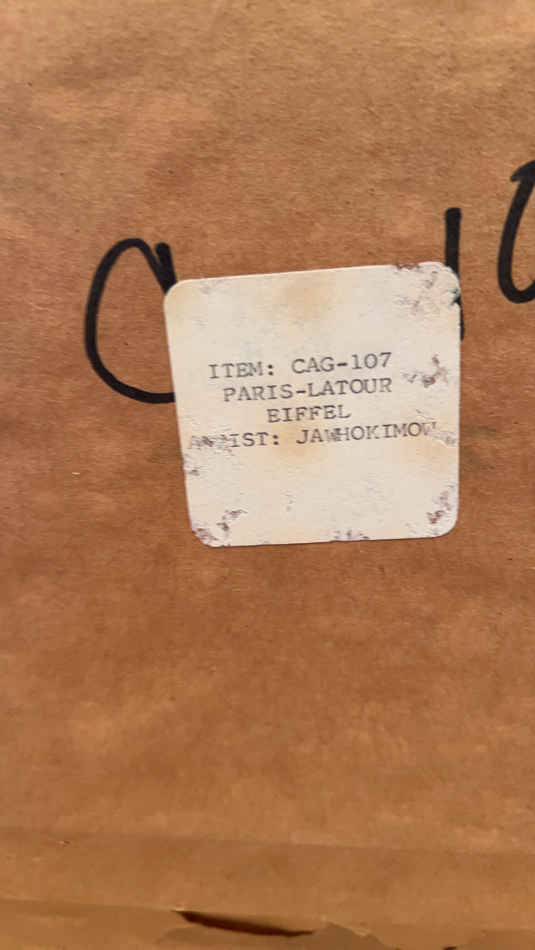 ITEM: CAG-107
PARIS-LATOUR
EIFFEL
ARTIST: JAWHOKIMOW